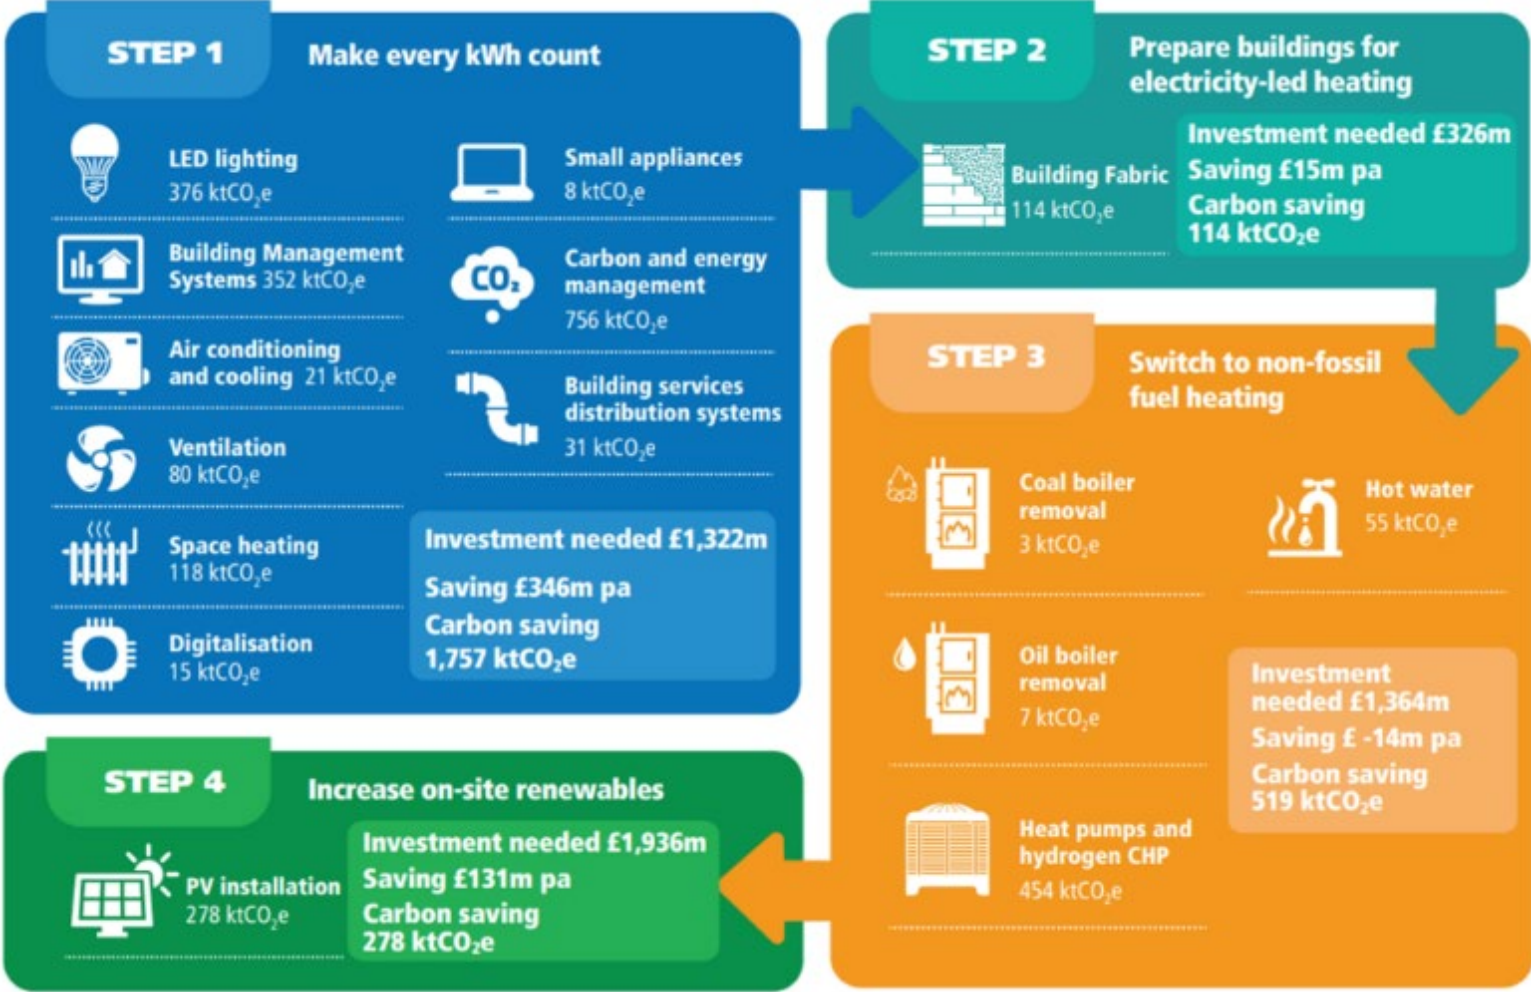 STEP 1
Make every kWh count
LED lighting
376 ktCO₂e
Building Management
Systems 352 ktCO₂e
Air conditioning
and cooling 21 ktCO₂e
Ventilation
80 ktCO₂e
Space heating
118 ktCO₂e
Digitalisation
15 ktCO₂e
Small appliances
8 ktCO₂e
CO₂
Carbon and energy
management
756 ktCO₂e
Building services
distribution systems
31 ktCO₂e
Investment needed £1,322m
Saving £346m pa
Carbon saving
1,757 ktCO₂e
STEP 2
Prepare buildings for
electricity-led heating
Building Fabric
114 ktCO₂e
Investment needed £326m
Saving £15m pa
Carbon saving
114 ktCO₂e
STEP 3
Switch to non-fossil
fuel heating
Coal boiler
removal
3 ktCO₂e
Oil boiler
removal
7 ktCO₂e
Heat pumps and
hydrogen CHP
454 ktCO₂e
Hot water
55 ktCO₂e
Investment
needed £1,364m
Saving £ -14m pa
Carbon saving
519 ktCO₂e
STEP 4
Increase on-site renewables
PV installation
278 ktCO₂e
Investment needed £1,936m
Saving £131m pa
Carbon saving
278 ktCO₂e